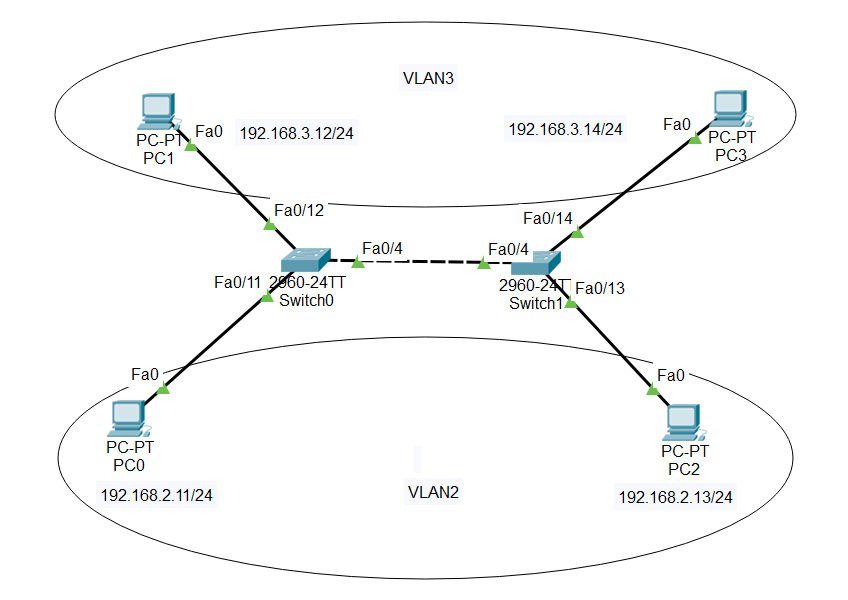 VLAN3
PC-PT
PC1
Fa0
192.168.3.12/24
192.168.3.14/24
Fa0
PC-PT
PC3
Fa0/12
Fa0/14
Fa0/4
Fa0/4
Fa0/11
2960-24TT
Switch0
2960-24TT
Switch1
Fa0/13
Fa0
PC-PT
PC0
192.168.2.11/24
Fa0
PC-PT
PC2
192.168.2.13/24
VLAN2